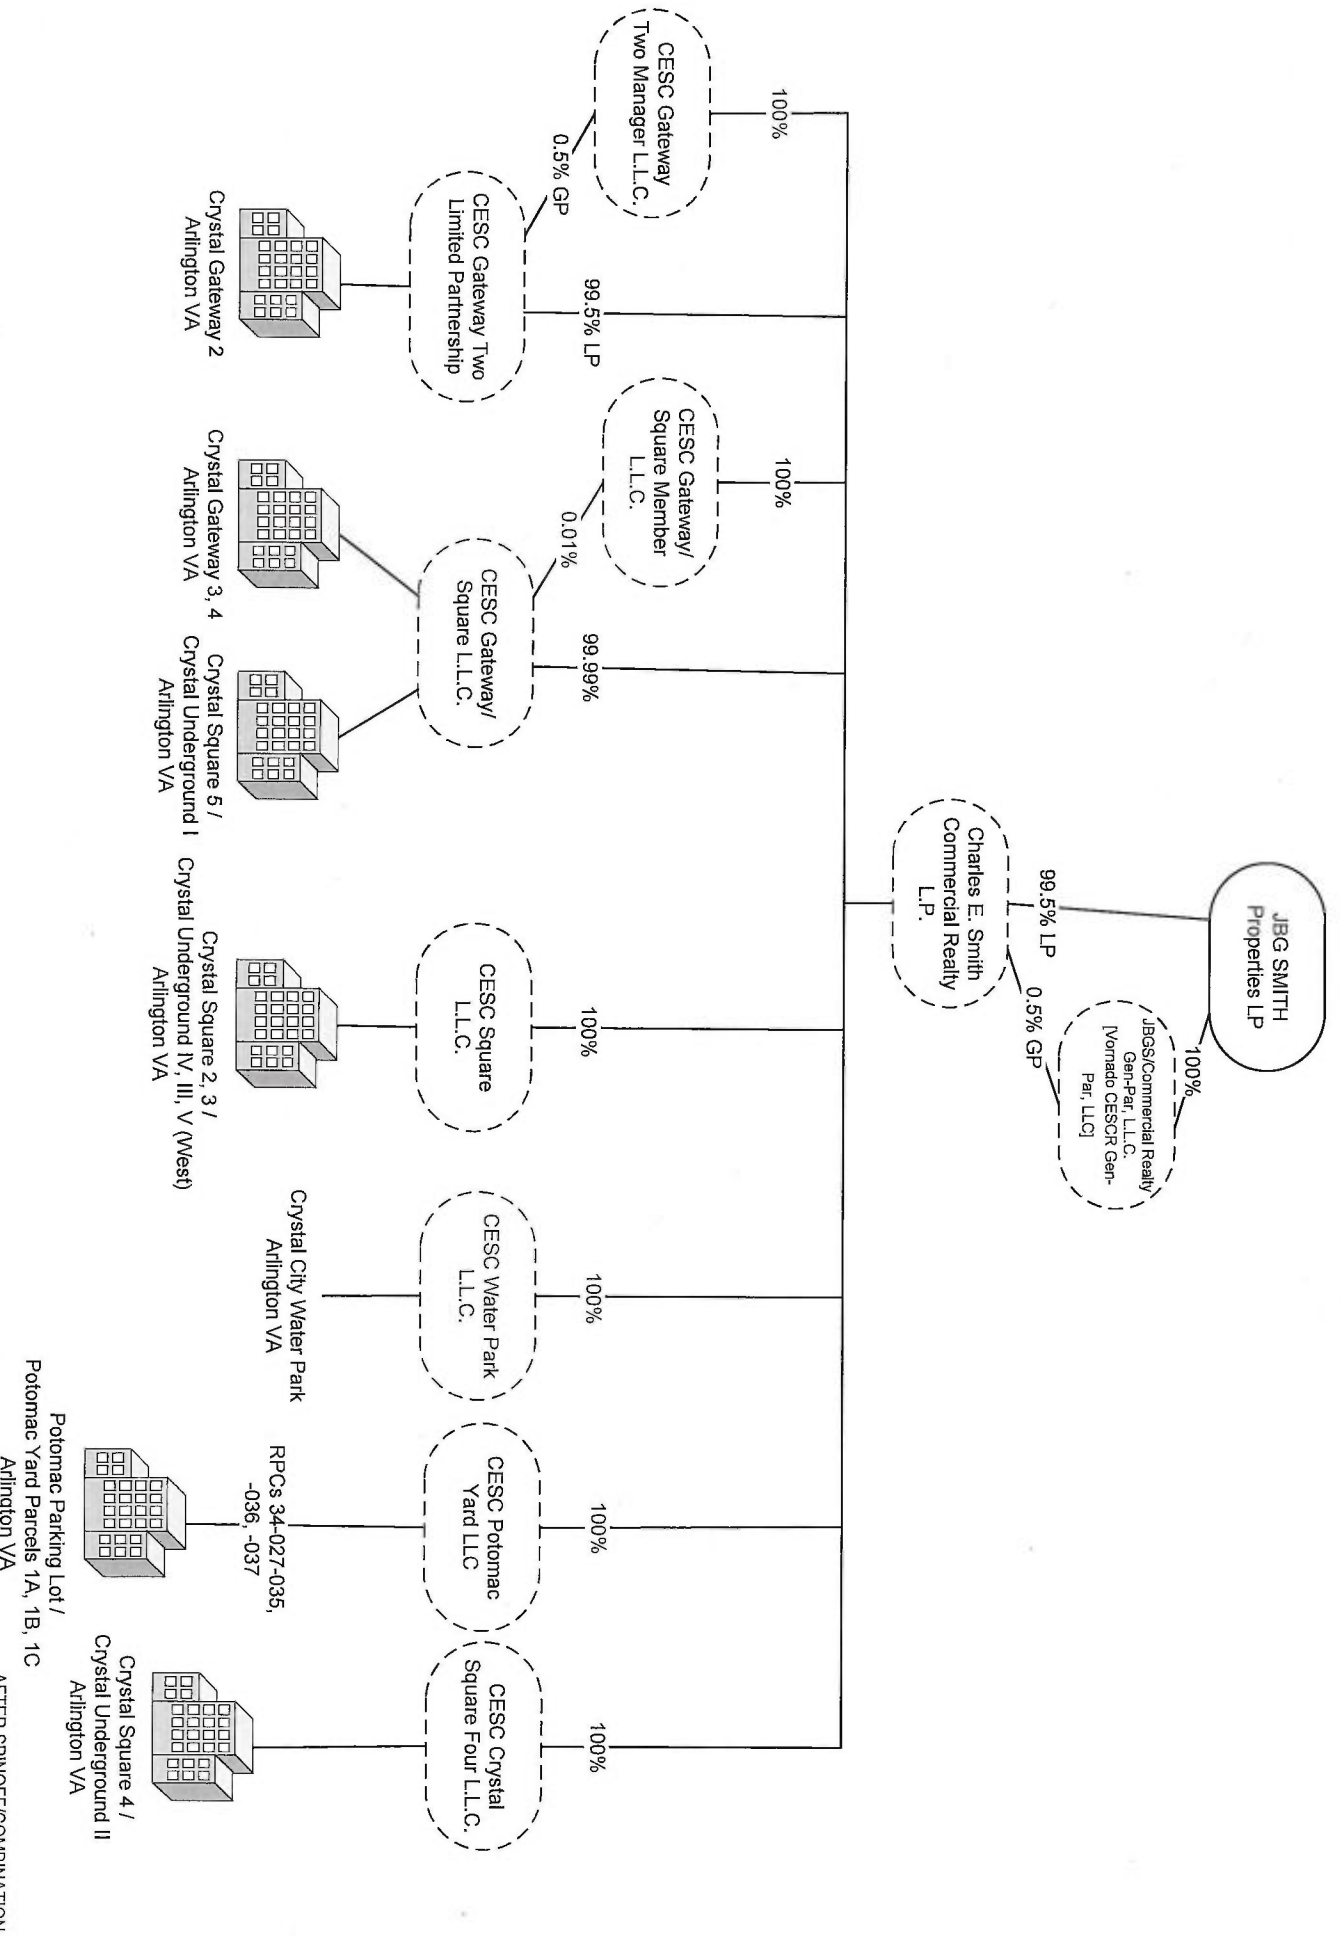 JBG SMITH
Properties LP
100%
JBGS/Commercial Realty
Gen-Par, L.L.C.
[Vornado CESCR Gen-
Par, LLC]
99.5% LP
0.5% GP
Charles E. Smith
Commercial Realty
L.P.
100%
CESC Gateway
Two Manager L.L.C.
0.5% GP
99.5% LP
CESC Gateway Two
Limited Partnership
Crystal Gateway 2
Arlington VA
100%
CESC Gateway/
Square Member
L.L.C.
0.01%
99.99%
CESC Gateway/
Square L.L.C.
Crystal Gateway 3, 4
Arlington VA
Crystal Square 5 /
Crystal Underground I
Arlington VA
100%
CESC Square
L.L.C.
Crystal Square 2, 3 /
Crystal Underground IV, III, V (West)
Arlington VA
100%
CESC Water Park
L.L.C.
Crystal City Water Park
Arlington VA
100%
CESC Potomac
Yard LLC
RPCs 34-027-035,
-036, -037
Potomac Parking Lot /
Potomac Yard Parcels 1A, 1B, 1C
Arlington VA
100%
CESC Crystal
Square Four L.L.C.
Crystal Square 4 /
Crystal Underground II
Arlington VA
AFTER SPINOFF/COMBINATION